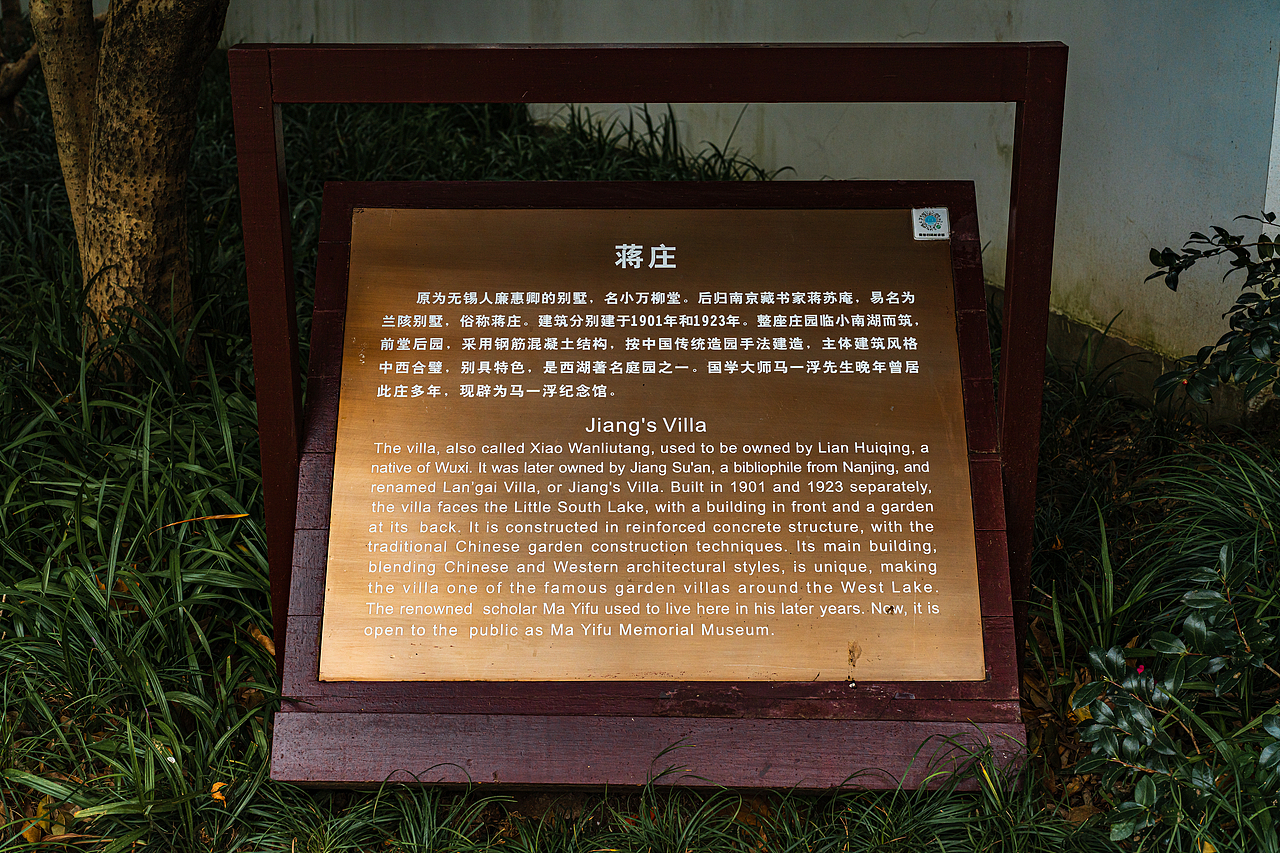 蒋庄
原为无锡人廉惠卿的别墅，名小万柳堂。后归南京藏书家蒋苏庵，易名为
兰陔别墅，俗称蒋庄。建筑分别建于1901年和1923年。整座庄园临小南湖而筑，
前堂后园，采用钢筋混凝土结构，按中国传统造园手法建造，主体建筑风格
中西合璧，别具特色，是西湖著名庭园之一。国学大师马一浮先生晚年曾居
此庄多年，现辟为马一浮纪念馆。
Jiang's Villa
The villa, also called Xiao Wanliutang, used to be owned by Lian Huiqing, a
native of Wuxi. It was later owned by Jiang Su'an, a bibliophile from Nanjing, and
renamed Lan'gai Villa, or Jiang's Villa. Built in 1901 and 1923 separately,
the villa faces the Little South Lake, with a building in front and a garden
at its back. It is constructed in reinforced concrete structure, with the
traditional Chinese garden construction techniques. Its main building,
blending Chinese and Western architectural styles, is unique, making
the villa one of the famous garden villas around the West Lake.
The renowned scholar Ma Yifu used to live here in his later years. Now, it is
open to the public as Ma Yifu Memorial Museum.